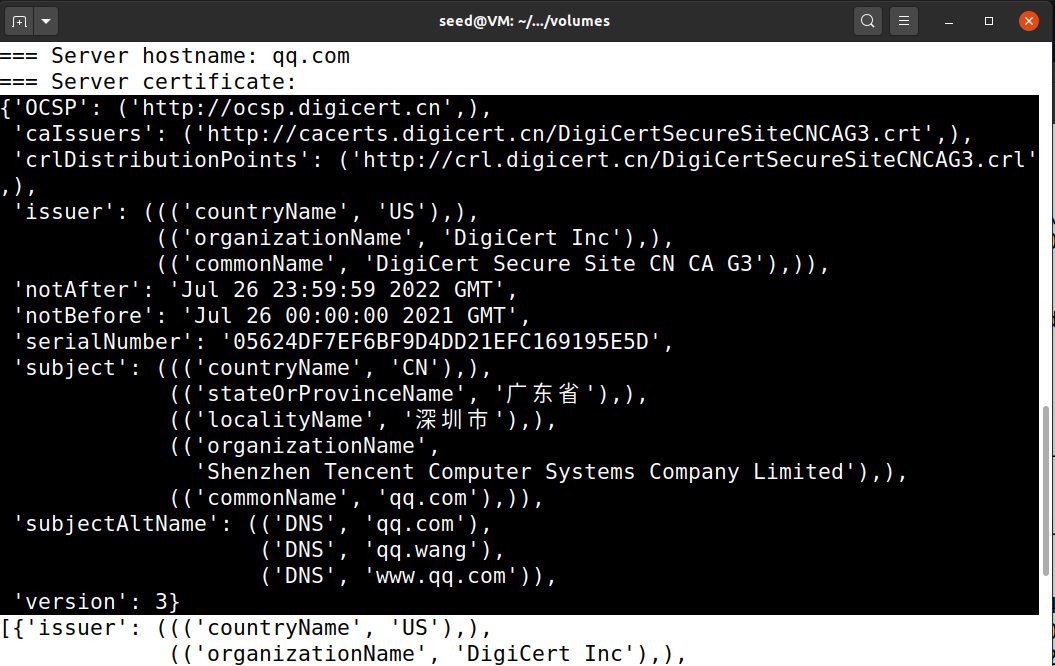 seed@VM: ~/.../volumes
=== Server hostname: qq.com
=== Server certificate:
{'OCSP': ('http://ocsp.digicert.cn',),
 'caIssuers': ('http://cacerts.digicert.cn/DigiCertSecureSiteCNCAG3.crt',),
 'crlDistributionPoints': ('http://crl.digicert.cn/DigiCertSecureSiteCNCAG3.crl'
,),
 'issuer': ((('countryName', 'US'),),
            (('organizationName', 'DigiCert Inc'),),
            (('commonName', 'DigiCert Secure Site CN CA G3'),)),
 'notAfter': 'Jul 26 23:59:59 2022 GMT',
 'notBefore': 'Jul 26 00:00:00 2021 GMT',
 'serialNumber': '05624DF7EF6BF9D4DD21EFC169195E5D',
 'subject': ((('countryName', 'CN'),),
             (('stateOrProvinceName', '广东省'),),
             (('localityName', '深圳市'),),
             (('organizationName',
               'Shenzhen Tencent Computer Systems Company Limited'),),
             (('commonName', 'qq.com'),)),
 'subjectAltName': (('DNS', 'qq.com'),
                    ('DNS', 'qq.wang'),
                    ('DNS', 'www.qq.com')),
 'version': 3}
[{'issuer': ((('countryName', 'US'),),
             (('organizationName', 'DigiCert Inc'),),